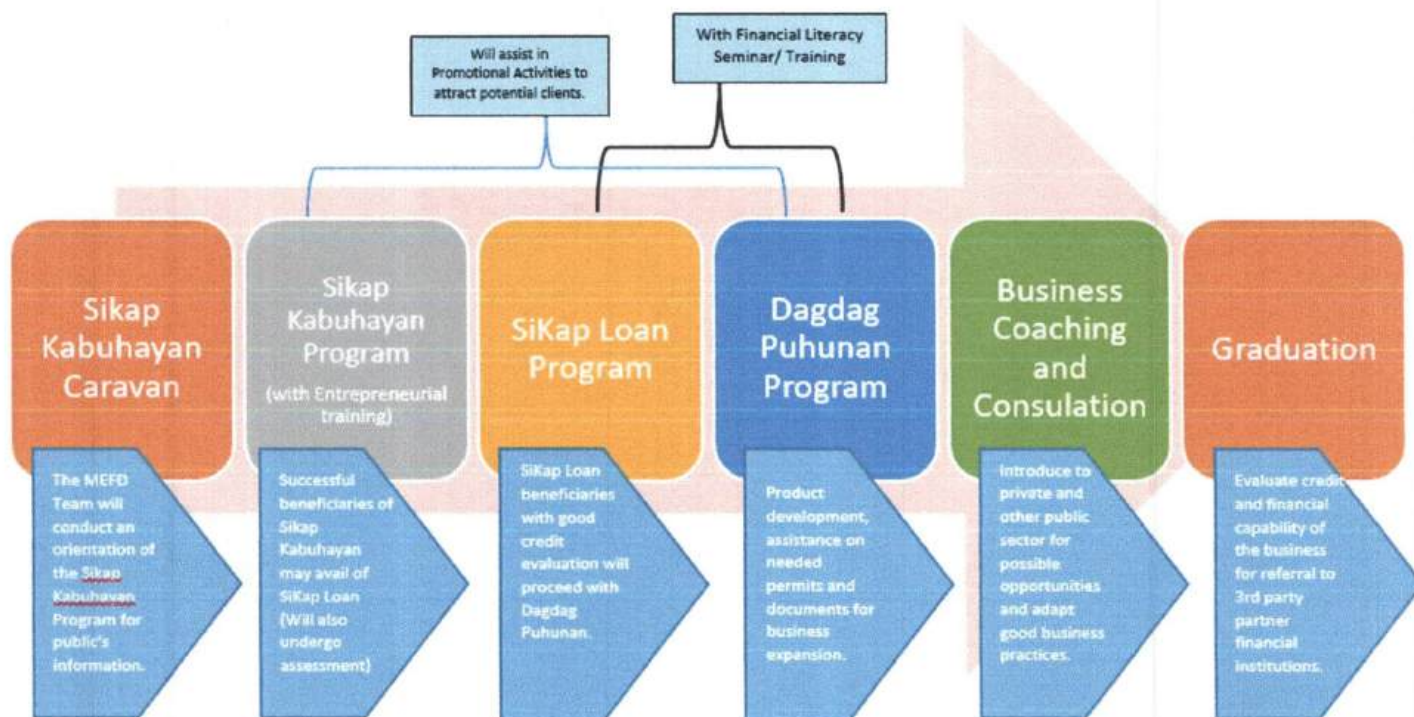 Will assist in
Promotional Activities to
attract potential clients.
With Financial Literacy
Seminar/ Training
Sikap
Kabuhayan
Caravan
Sikap
Kabuhayan
Program
(with Entrepreneurial
training)
SiKap Loan
Program
Dagdag
Puhunan
Program
Business
Coaching
and
Consulation
Graduation
The MEFD
Team will
conduct an
orientation of
the Sikap
Kabuhayan
Program for
public's
information.
Successful
beneficiaries of
Sikap
Kabuhayan
may avail of
SiKap Loan
(Will also
undergo
assessment)
SiKap Loan
beneficiaries
with good
credit
evaluation will
proceed with
Dagdag
Puhunan.
Product
development,
assistance on
needed
permits and
documents for
business
expansion.
Introduce to
private and
other public
sector for
possible
opportunities
and adapt
good business
practices.
Evaluate credit
and financial
capability of
the business
for referral to
3rd party
partner
financial
institutions.